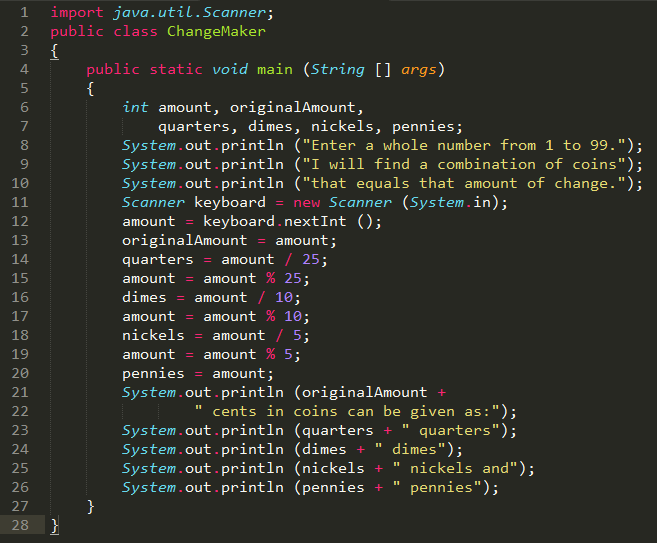 1 import java.util.Scanner;
2 public class ChangeMaker
3 {
4     public static void main (String [] args)
5     {
6         int amount, originalAmount,
7             quarters, dimes, nickels, pennies;
8         System.out.println ("Enter a whole number from 1 to 99.");
9         System.out.println ("I will find a combination of coins");
10         System.out.println ("that equals that amount of change.");
11         Scanner keyboard = new Scanner (System.in);
12         amount = keyboard.nextInt ();
13         originalAmount = amount;
14         quarters = amount / 25;
15         amount = amount % 25;
16         dimes = amount / 10;
17         amount = amount % 10;
18         nickels = amount / 5;
19         amount = amount % 5;
20         pennies = amount;
21         System.out.println (originalAmount +
22                 " cents in coins can be given as:");
23         System.out.println (quarters + " quarters");
24         System.out.println (dimes + " dimes");
25         System.out.println (nickels + " nickels and");
26         System.out.println (pennies + " pennies");
27     }
28 }